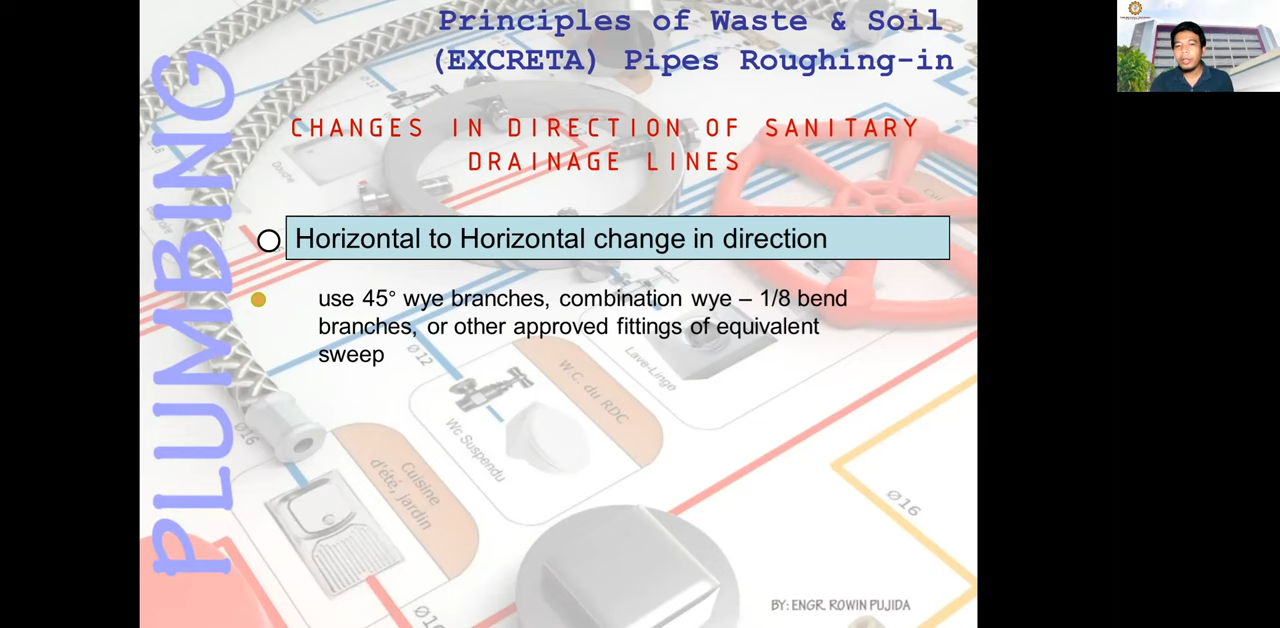 Principles of Waste & Soil
(EXCRETA) Pipes Roughing-in
CHANGES IN DIRECTION OF SANITARY
DRAINAGE LINES
PLUMBING
Horizontal to Horizontal change in direction
use 45° wye branches, combination wye – 1/8 bend
branches, or other approved fittings of equivalent
sweep
Douche
Ø12
Lave-Linge
W.C. du RDC
Wc Suspendu
Ø16
Cuisine
d'été, jardin
Ø16
BY: ENGR. ROWIN PUJIDA